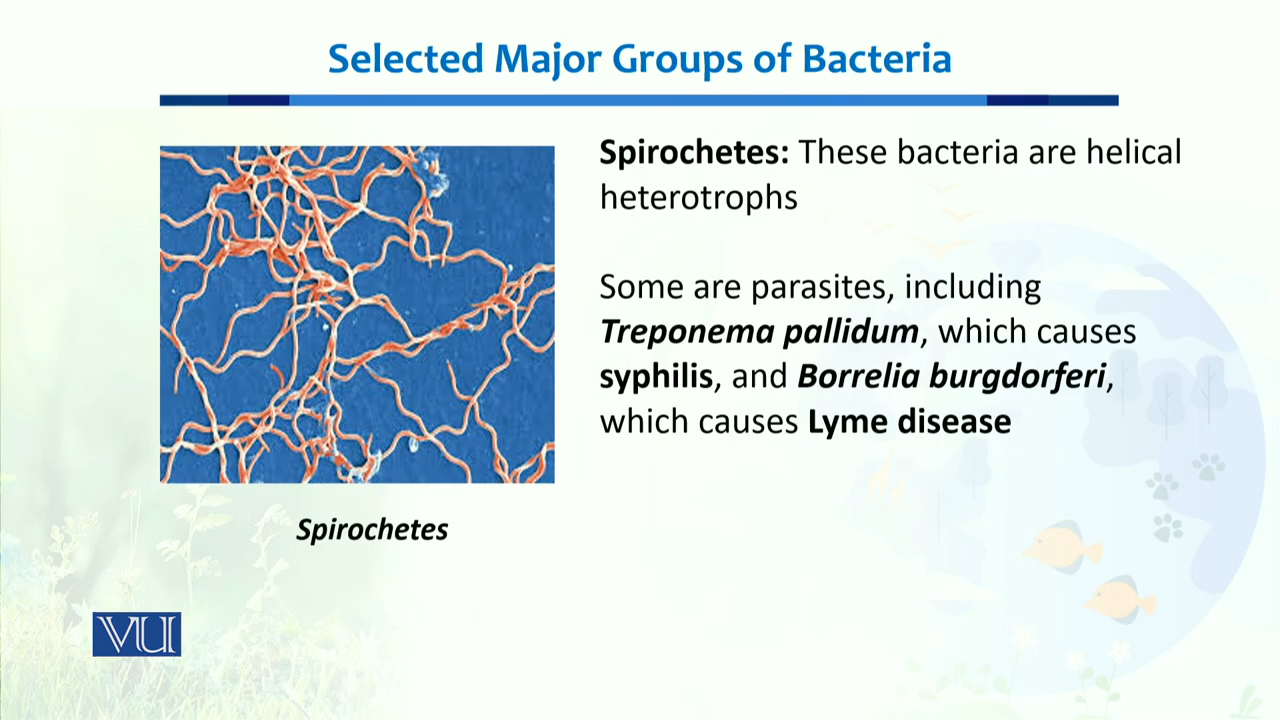 Selected Major Groups of Bacteria
Spirochetes: These bacteria are helical
heterotrophs
Some are parasites, including
Treponema pallidum, which causes
syphilis, and Borrelia burgdorferi,
which causes Lyme disease
Spirochetes
VU